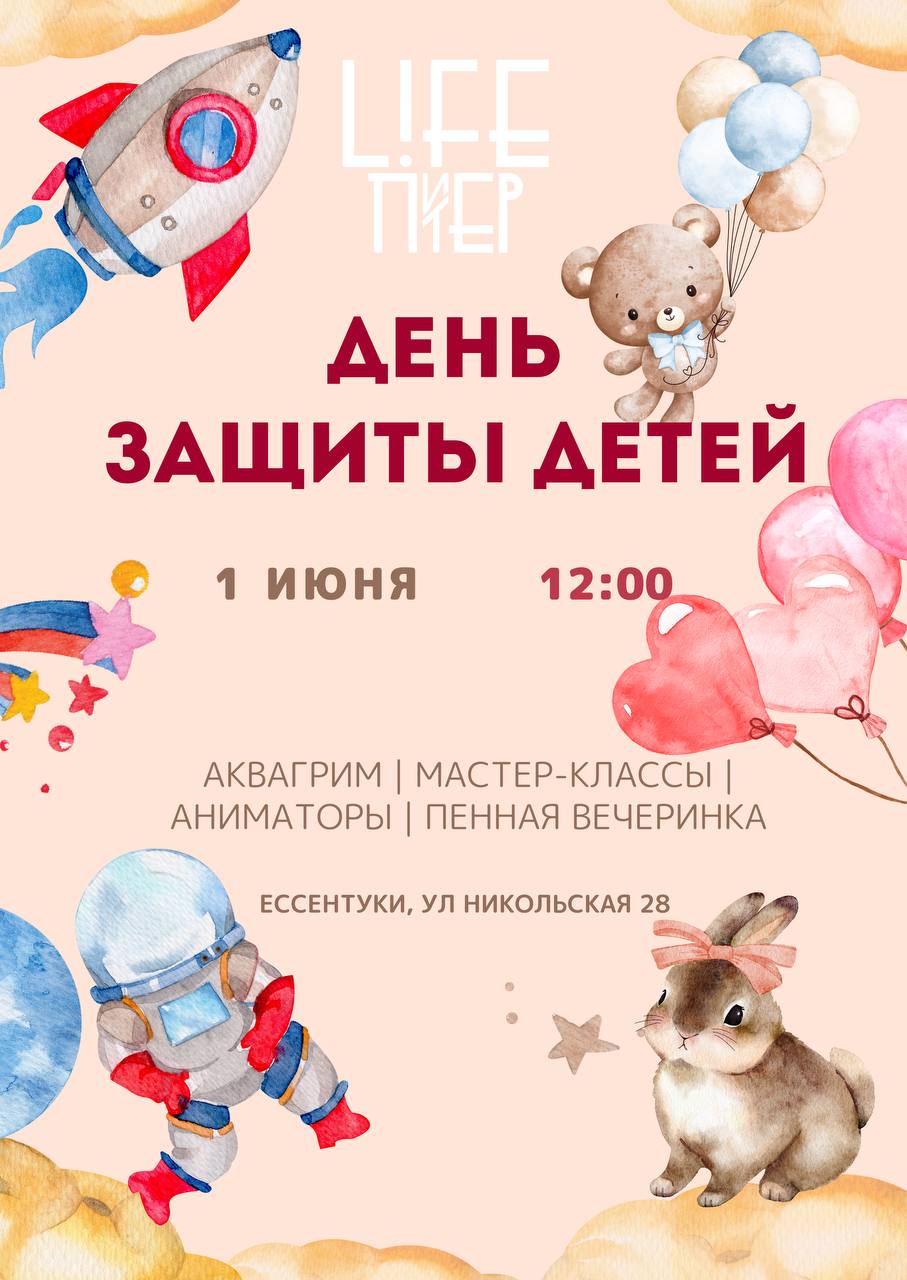 L!FE
ПИЕР
ДЕНЬ
ЗАЩИТЫ ДЕТЕЙ
1 ИЮНЯ 12:00
АКВАГРИМ | МАСТЕР-КЛАССЫ |
АНИМАТОРЫ | ПЕННАЯ ВЕЧЕРИНКА
ЕССЕНТУКИ, УЛ НИКОЛЬСКАЯ 28